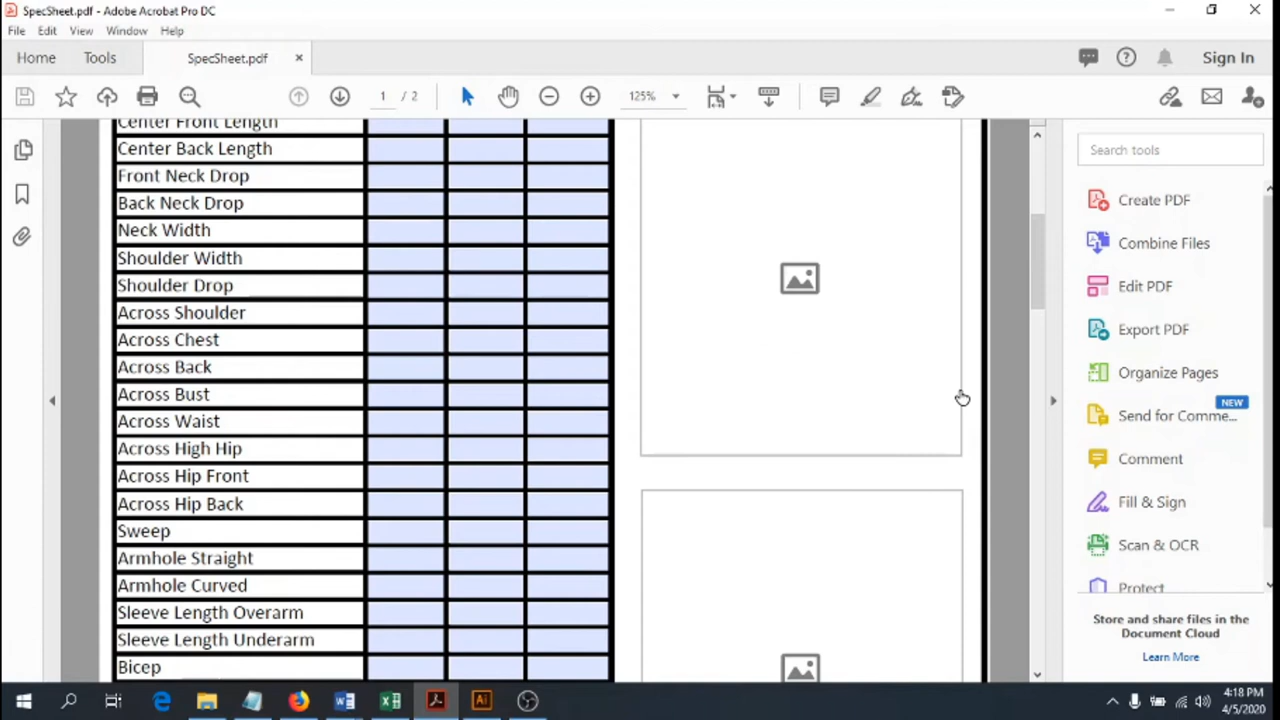 SpecSheet.pdf - Adobe Acrobat Pro DC
File Edit View Window Help
Home Tools SpecSheet.pdf × Sign In
1 / 2 125%
Center Front Length
Center Back Length
Front Neck Drop
Back Neck Drop
Neck Width
Shoulder Width
Shoulder Drop
Across Shoulder
Across Chest
Across Back
Across Bust
Across Waist
Across High Hip
Across Hip Front
Across Hip Back
Sweep
Armhole Straight
Armhole Curved
Sleeve Length Overarm
Sleeve Length Underarm
Bicep
Search tools
Create PDF
Combine Files
Edit PDF
Export PDF
Organize Pages
NEW
Send for Comme...
Comment
Fill & Sign
Scan & OCR
Protect
Store and share files in the
Document Cloud
Learn More
4:18 PM
4/5/2020